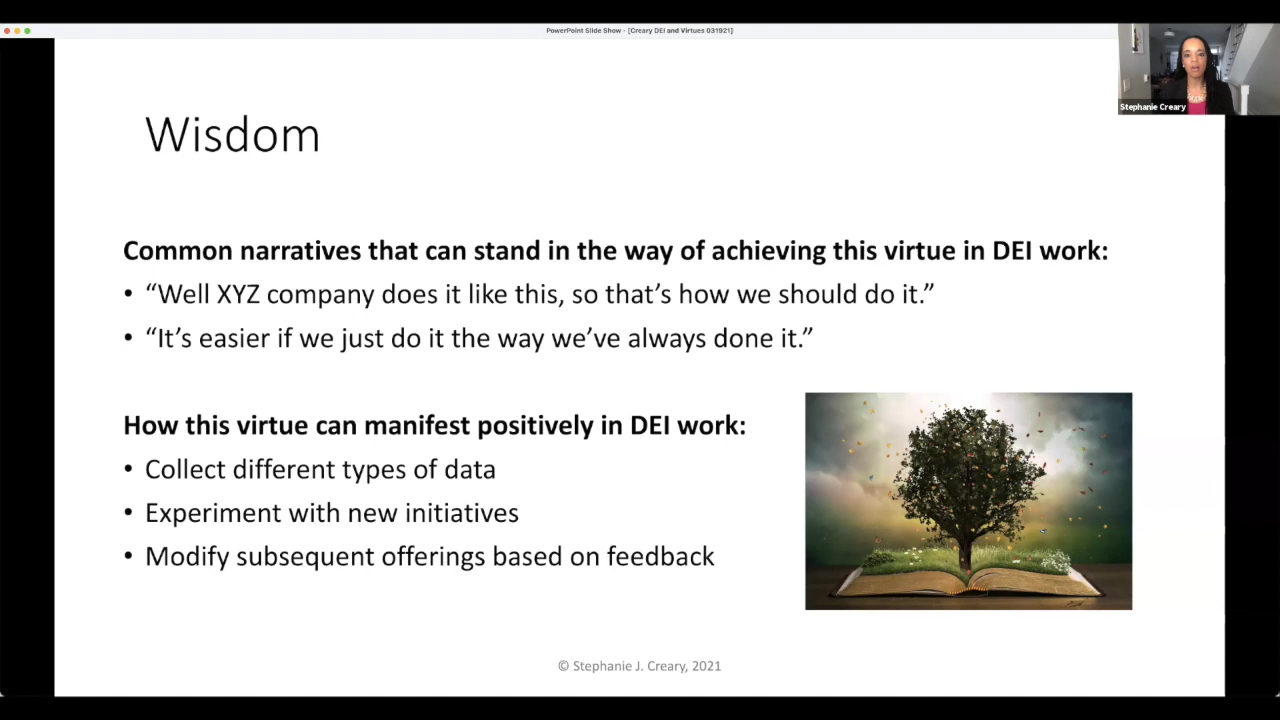 PowerPoint Slide Show - [Creary DEI and Virtues 031921]
Stephanie Creary
Wisdom
Common narratives that can stand in the way of achieving this virtue in DEI work:
• “Well XYZ company does it like this, so that’s how we should do it.”
• “It’s easier if we just do it the way we’ve always done it.”
How this virtue can manifest positively in DEI work:
• Collect different types of data
• Experiment with new initiatives
• Modify subsequent offerings based on feedback
© Stephanie J. Creary, 2021